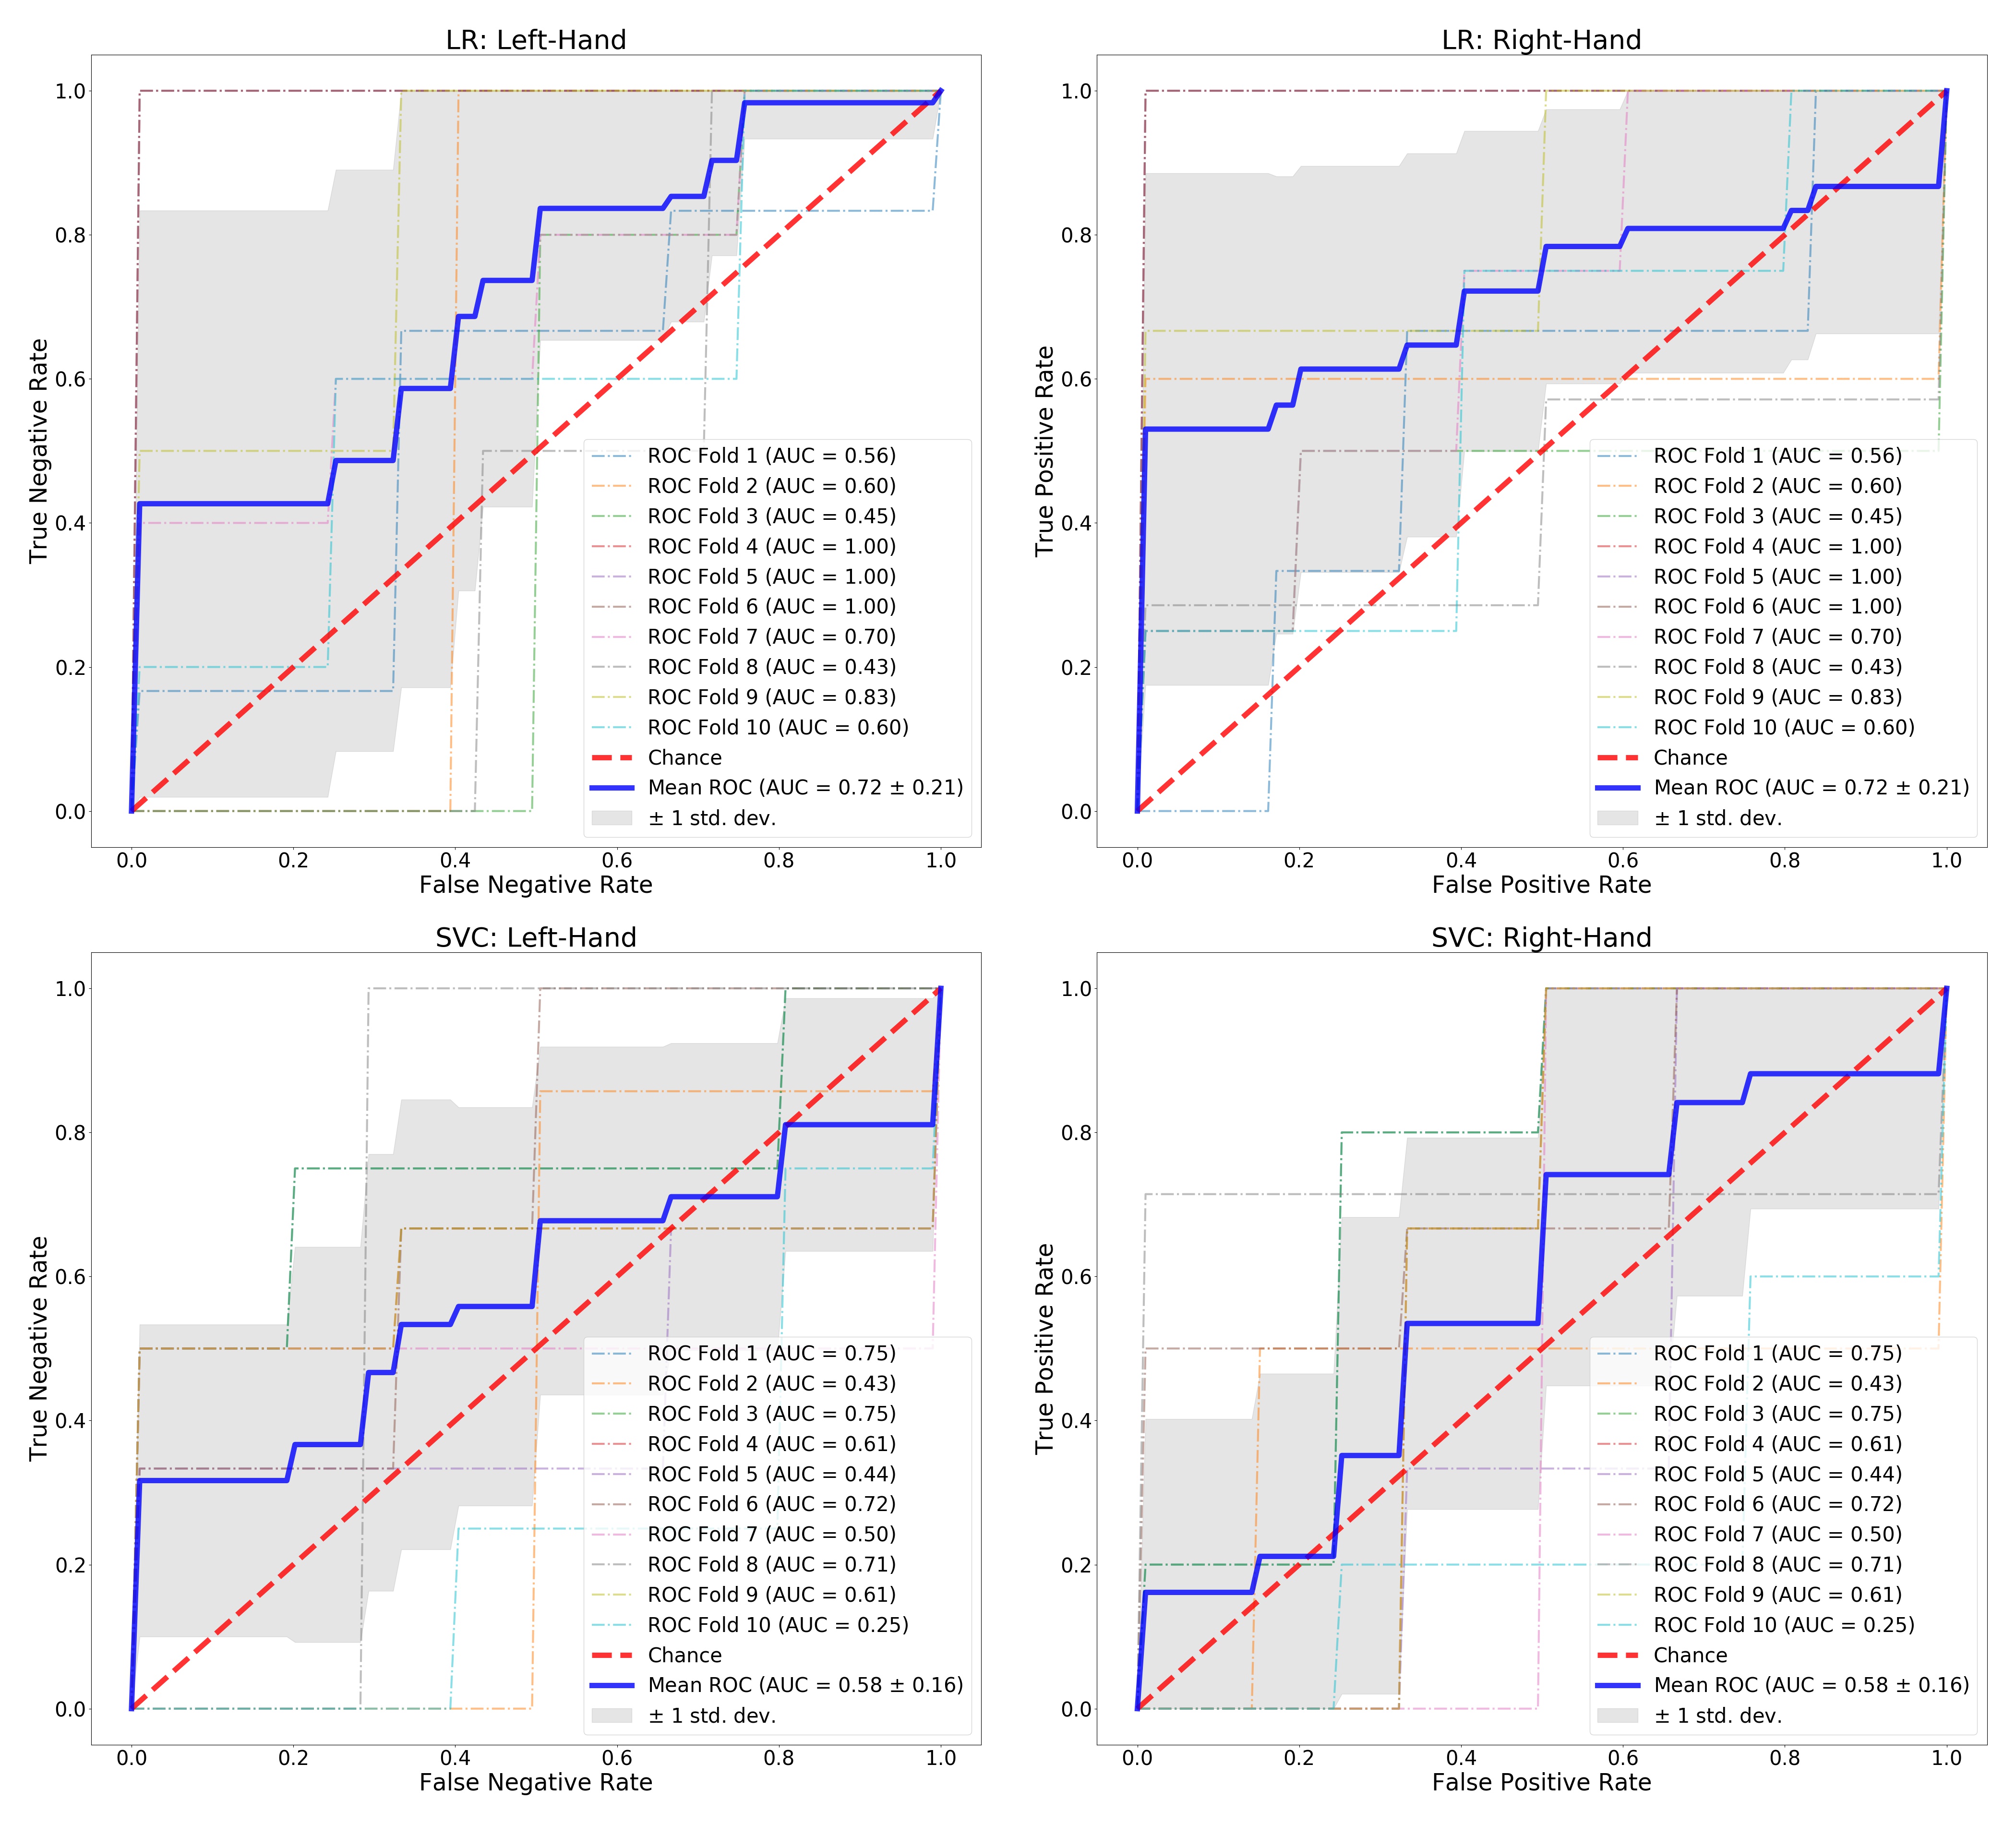 LR: Left-Hand
True Negative Rate
1.0
0.8
0.6
0.4
0.2
0.0
ROC Fold 1 (AUC = 0.56)
ROC Fold 2 (AUC = 0.60)
ROC Fold 3 (AUC = 0.45)
ROC Fold 4 (AUC = 1.00)
ROC Fold 5 (AUC = 1.00)
ROC Fold 6 (AUC = 1.00)
ROC Fold 7 (AUC = 0.70)
ROC Fold 8 (AUC = 0.43)
ROC Fold 9 (AUC = 0.83)
ROC Fold 10 (AUC = 0.60)
Chance
Mean ROC (AUC = 0.72 ± 0.21)
± 1 std. dev.
0.0 0.2 0.4 0.6 0.8 1.0
False Negative Rate
LR: Right-Hand
True Positive Rate
1.0
0.8
0.6
0.4
0.2
0.0
ROC Fold 1 (AUC = 0.56)
ROC Fold 2 (AUC = 0.60)
ROC Fold 3 (AUC = 0.45)
ROC Fold 4 (AUC = 1.00)
ROC Fold 5 (AUC = 1.00)
ROC Fold 6 (AUC = 1.00)
ROC Fold 7 (AUC = 0.70)
ROC Fold 8 (AUC = 0.43)
ROC Fold 9 (AUC = 0.83)
ROC Fold 10 (AUC = 0.60)
Chance
Mean ROC (AUC = 0.72 ± 0.21)
± 1 std. dev.
0.0 0.2 0.4 0.6 0.8 1.0
False Positive Rate
SVC: Left-Hand
True Negative Rate
1.0
0.8
0.6
0.4
0.2
0.0
ROC Fold 1 (AUC = 0.75)
ROC Fold 2 (AUC = 0.43)
ROC Fold 3 (AUC = 0.75)
ROC Fold 4 (AUC = 0.61)
ROC Fold 5 (AUC = 0.44)
ROC Fold 6 (AUC = 0.72)
ROC Fold 7 (AUC = 0.50)
ROC Fold 8 (AUC = 0.71)
ROC Fold 9 (AUC = 0.61)
ROC Fold 10 (AUC = 0.25)
Chance
Mean ROC (AUC = 0.58 ± 0.16)
± 1 std. dev.
0.0 0.2 0.4 0.6 0.8 1.0
False Negative Rate
SVC: Right-Hand
True Positive Rate
1.0
0.8
0.6
0.4
0.2
0.0
ROC Fold 1 (AUC = 0.75)
ROC Fold 2 (AUC = 0.43)
ROC Fold 3 (AUC = 0.75)
ROC Fold 4 (AUC = 0.61)
ROC Fold 5 (AUC = 0.44)
ROC Fold 6 (AUC = 0.72)
ROC Fold 7 (AUC = 0.50)
ROC Fold 8 (AUC = 0.71)
ROC Fold 9 (AUC = 0.61)
ROC Fold 10 (AUC = 0.25)
Chance
Mean ROC (AUC = 0.58 ± 0.16)
± 1 std. dev.
0.0 0.2 0.4 0.6 0.8 1.0
False Positive Rate